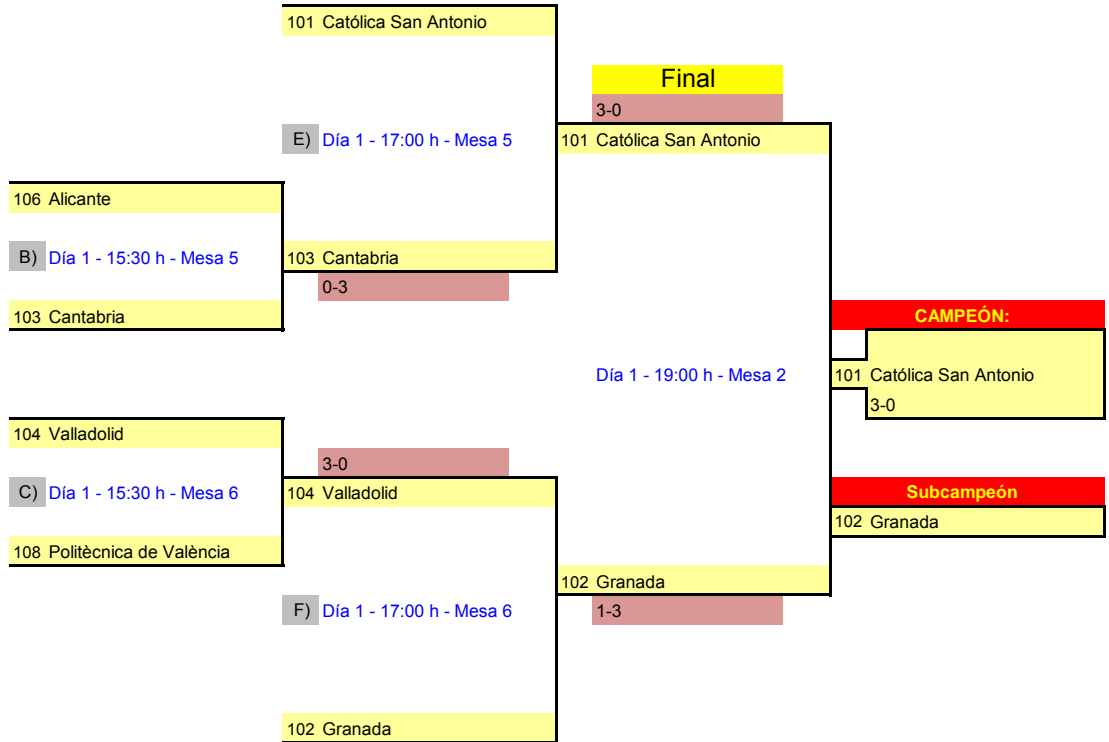 101 Católica San Antonio
Final
3-0
E) Día 1 - 17:00 h - Mesa 5
101 Católica San Antonio
106 Alicante
B) Día 1 - 15:30 h - Mesa 5
103 Cantabria
0-3
103 Cantabria
CAMPEÓN:
Día 1 - 19:00 h - Mesa 2
101 Católica San Antonio
3-0
104 Valladolid
3-0
C) Día 1 - 15:30 h - Mesa 6
104 Valladolid
Subcampeón
102 Granada
108 Politècnica de València
102 Granada
F) Día 1 - 17:00 h - Mesa 6
1-3
102 Granada